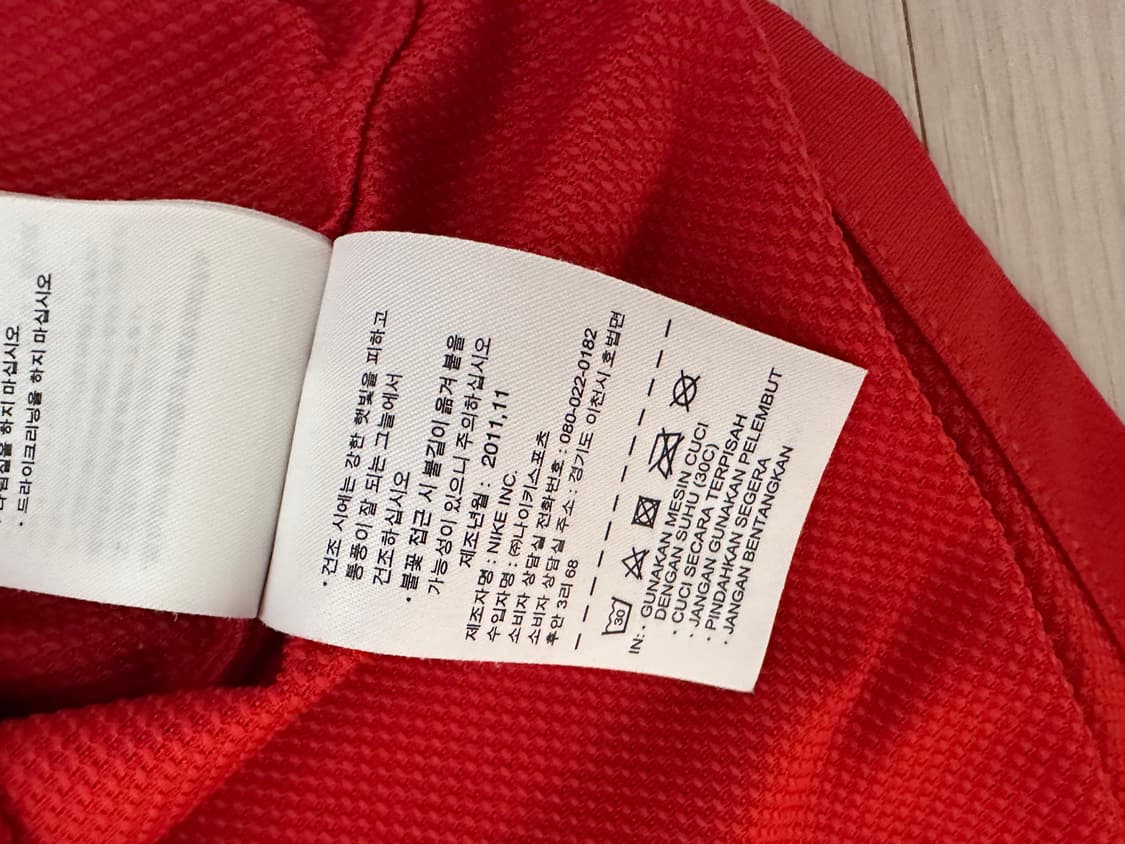 하지 마십시오
· 드라이크리닝을 하지 마십시오
· 건조 시에는 강한 햇빛을 피하고
통풍이 잘 되는 그늘에서
건조하십시오
· 불꽃 접근 시 불길이 옮겨 붙을
가능성이 있으니 주의하십시오
제조년월 : 2011,11
제조자명 : NIKE INC.
수입자명 : ㈜나이키스포츠
소비자 상담실 전화번호 : 080-022-0182
소비자 상담실 주소 : 경기도 이천시 호법면
후안 3리 68
30
IN: · GUNAKAN MESIN CUCI
DENGAN SUHU (30C)
· CUCI SECARA TERPISAH
· JANGAN GUNAKAN PELEMBUT
· PINDAHKAN SEGERA
· JANGAN BENTANGKAN